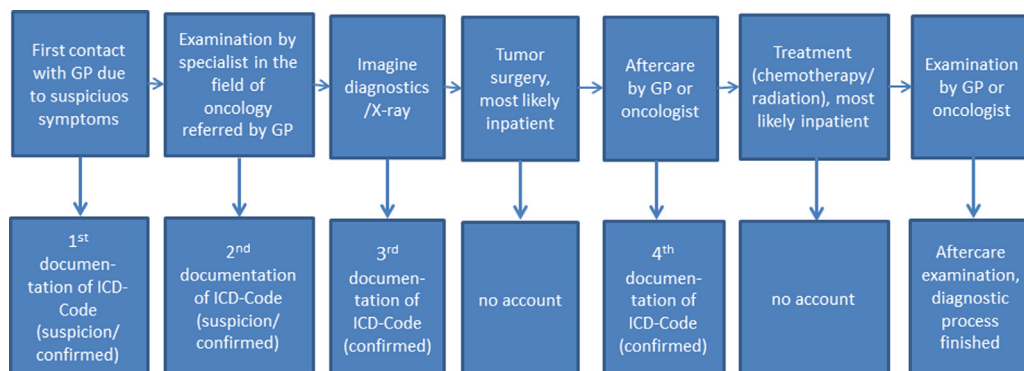 First contact
with GP due
to suspiciuos
symptoms
Examination by
specialist in the
field of
oncology
referred by GP
Imagine
diagnostics
/X-ray
Tumor
surgery,
most likely
inpatient
Aftercare
by GP or
oncologist
Treatment
(chemotherapy/
radiation), most
likely inpatient
Examination
by GP or
oncologist
1st
documen-
tation of ICD-
Code
(suspicion/
confirmed)
2nd
documentation
of ICD-Code
(suspicion/
confirmed)
3rd
documen-
tation of
ICD-Code
(confirmed)
no account
4th
documen-
tation of
ICD-Code
(confirmed)
no account
Aftercare
examination,
diagnostic
process
finished